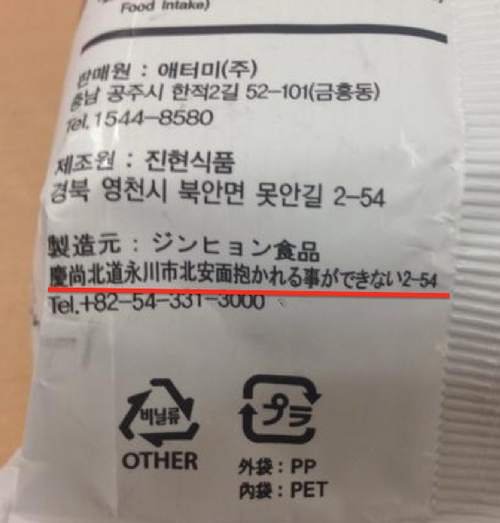 Food Intake)
판매원 : 애터미(주)
충남 공주시 한적2길 52-101(금흥동)
Tel.1544-8580
제조원 : 진현식품
경북 영천시 북안면 못안길 2-54
製造元 : ジンヒョン食品
慶尚北道永川市北安面抱かれる事ができない2-54
Tel.+82-54-331-3000
비닐류
OTHER
プラ
外袋 : PP
内袋 : PET